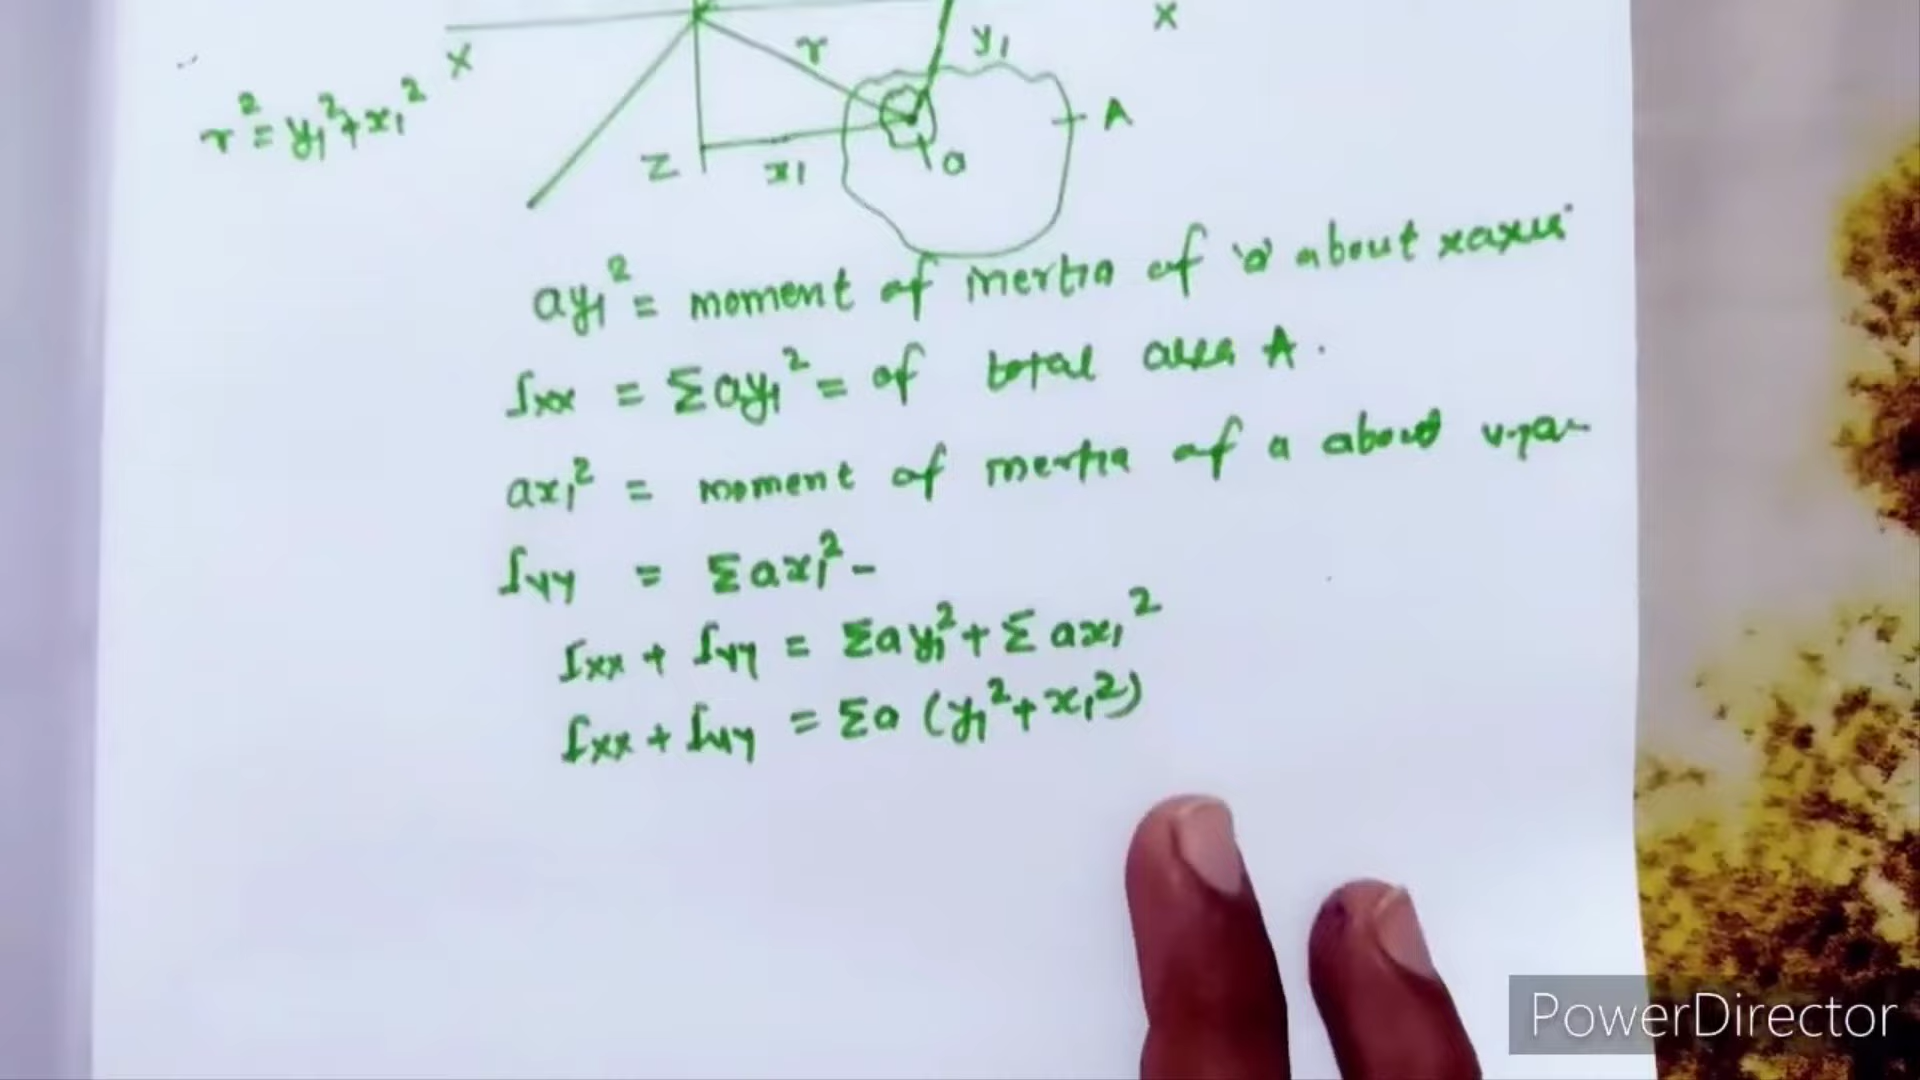 X
X
r
y₁
r² = y₁² + x₁²
A
Z
x₁
a
ay₁² = moment of inertia of 'a' about x axis
Ixx = Σay₁² = of total area A.
ax₁² = moment of inertia of a about
Iyy = Σax₁² -
Ixx + Iyy = Σay₁² + Σax₁²
Ixx + Iyy = Σa (y₁² + x₁²)
PowerDirector